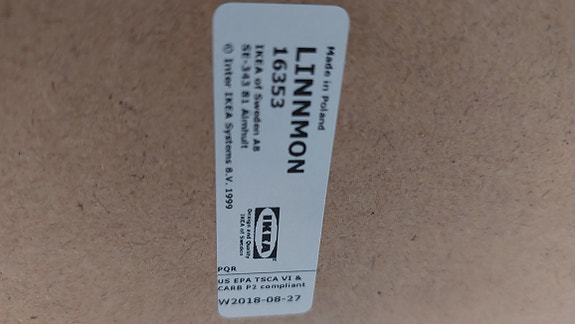 Made in Poland
LINNMON
16353
IKEA of Sweden AB
SE-343 81 Älmhult
© Inter IKEA Systems B.V. 1999
IKEA
Design and Quality
IKEA of Sweden
PQR
US EPA TSCA VI &
CARB P2 compliant
W2018-08-27